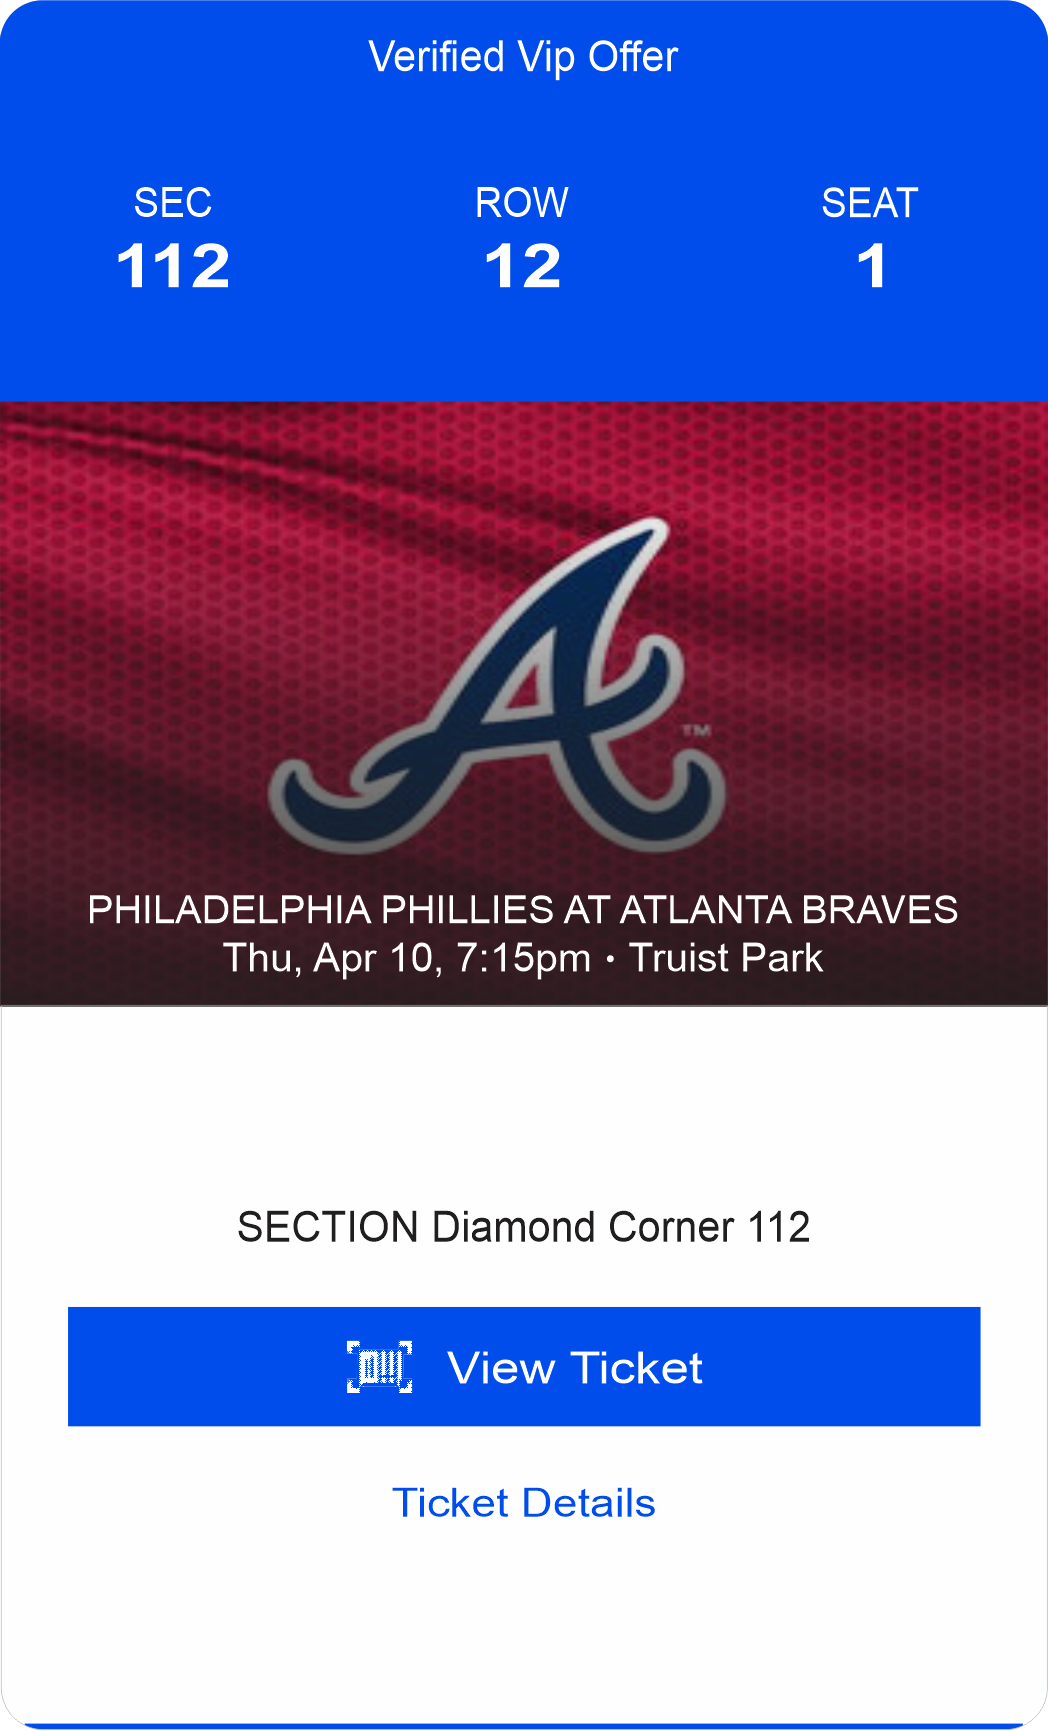 Verified Vip Offer
SEC ROW SEAT
112 12 1
A
TM
PHILADELPHIA PHILLIES AT ATLANTA BRAVES
Thu, Apr 10, 7:15pm • Truist Park
SECTION Diamond Corner 112
View Ticket
Ticket Details